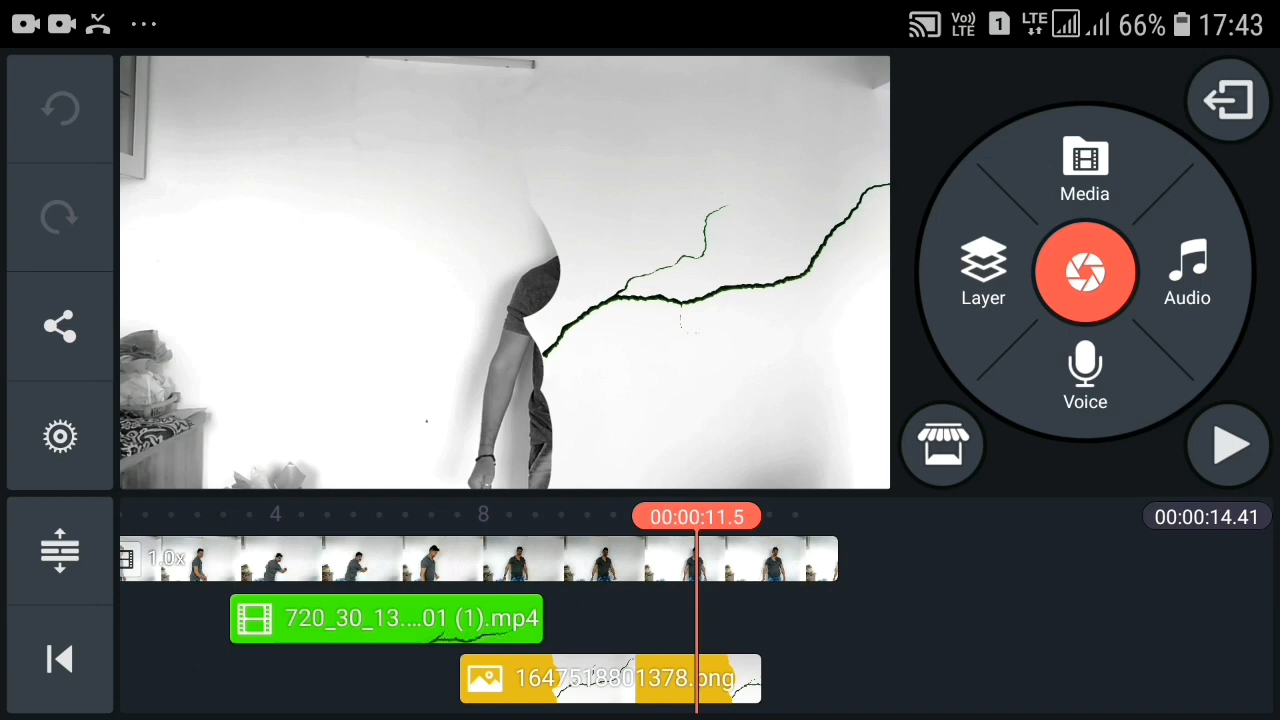 Vo)) LTE 1 LTE 66% 17:43
Media
Layer
Audio
Voice
4 8 00:00:11.5 00:00:14.41
1.0x
720_30_13....01 (1).mp4
1647518801378.png